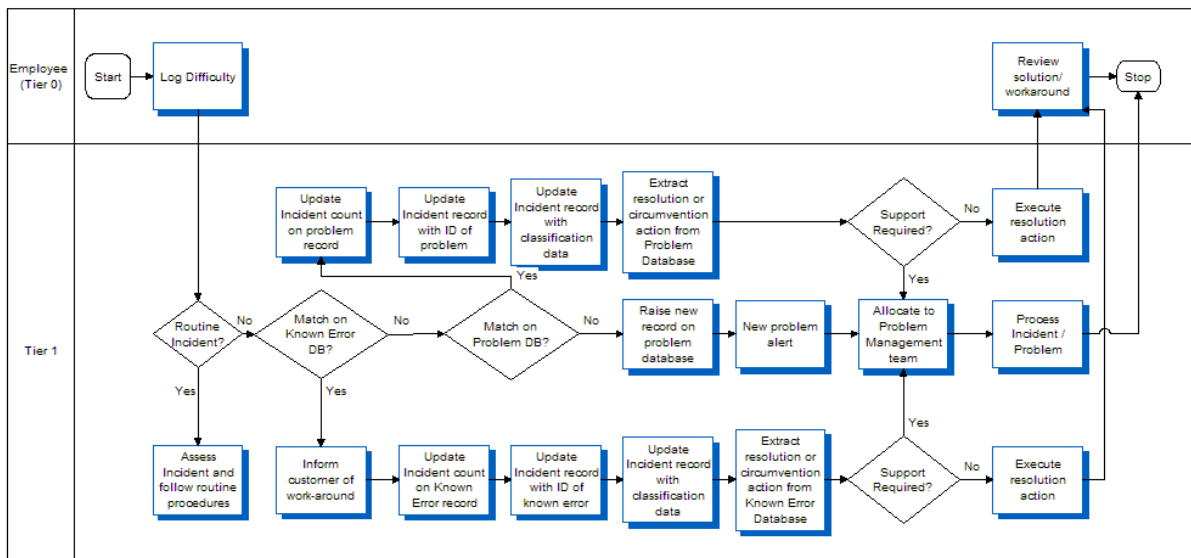 Employee
(Tier 0)
Start
Log Difficulty
Review
solution/
workaround
Stop
Tier 1
Update
Incident count
on problem
record
Update
Incident record
with ID of
problem
Update
Incident record
with
classification
data
Extract
resolution or
circumvention
action from
Problem
Database
Support
Required?
No
Execute
resolution
action
Yes
Yes
Routine
Incident?
No
Match on
Known Error
DB?
No
Match on
Problem DB?
No
Raise new
record on
problem
database
New problem
alert
Allocate to
Problem
Management
team
Process
Incident /
Problem
Yes
Yes
Yes
Assess
Incident and
follow routine
procedures
Inform
customer of
work-around
Update
Incident count
on Known
Error record
Update
Incident record
with ID of
known error
Update
Incident record
with
classification
data
Extract
resolution or
circumvention
action from
Known Error
Database
Support
Required?
No
Execute
resolution
action